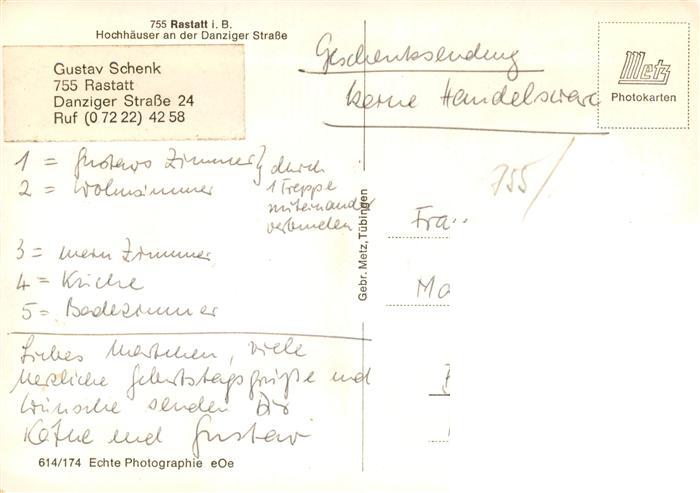 755 Rastatt i. B.
Hochhäuser an der Danziger Straße
Gustav Schenk
755 Rastatt
Danziger Straße 24
Ruf (0 72 22) 42 58
Geschenksendung
keine Handelsware
Metz
Photokarten
1 = Gustavs Zimmer } durch
2 = Wohnzimmer 1 Treppe
miteinander
verbunden
3 = mein Zimmer
4 = Küche
5 = Badezimmer
755/
Frau
Ma
Gebr. Metz, Tübingen
Liebes Martchen, viele
herzliche Geburtstagsgrüße und
Wünsche senden Dir
Käthe und Gustav
614/174 Echte Photographie eOe